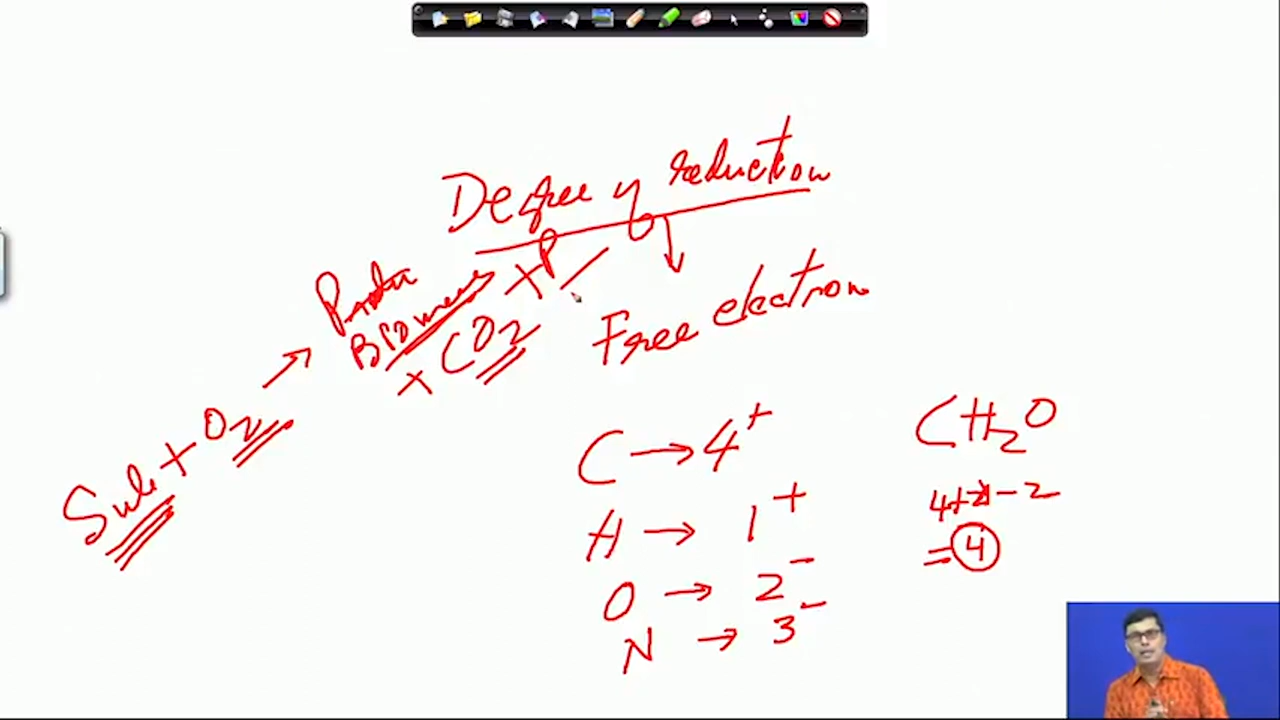 Degree of reduction
Free electron
Sub + O2 → Biomass + P
+ CO2
C → 4+
H → 1+
O → 2-
N → 3-
CH2O
4+2-2
= 4